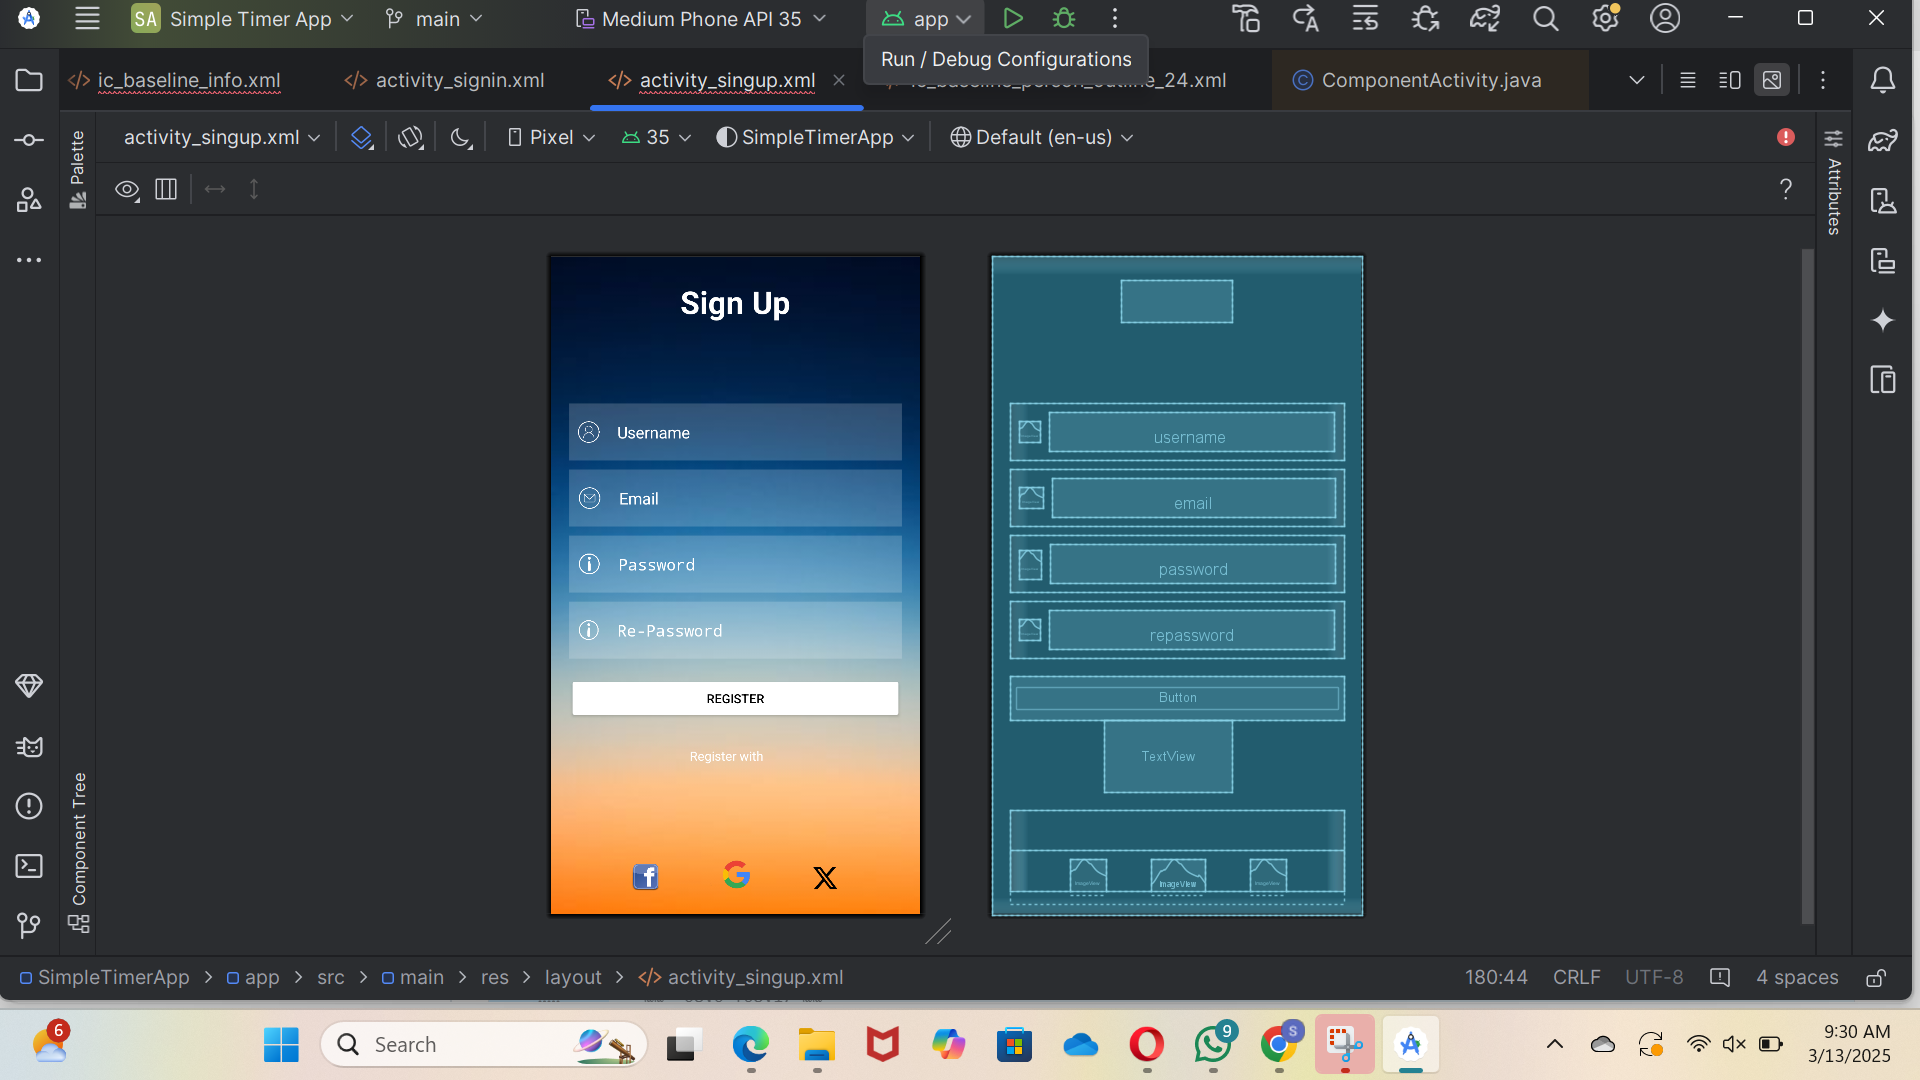 SA Simple Timer App main Medium Phone API 35 app
Run / Debug Configurations
ic_baseline_info.xml activity_signin.xml activity_singup.xml _24.xml ComponentActivity.java
activity_singup.xml Pixel 35 SimpleTimerApp Default (en-us)
Palette
Attributes
?
Sign Up
Username
Email
Password
Re-Password
REGISTER
Register with
username
email
password
repassword
Button
TextView
ImageView ImageView ImageView
Component Tree
SimpleTimerApp > app > src > main > res > layout > activity_singup.xml 180:44 CRLF UTF-8 4 spaces
6 Search 9 S 9:30 AM
3/13/2025